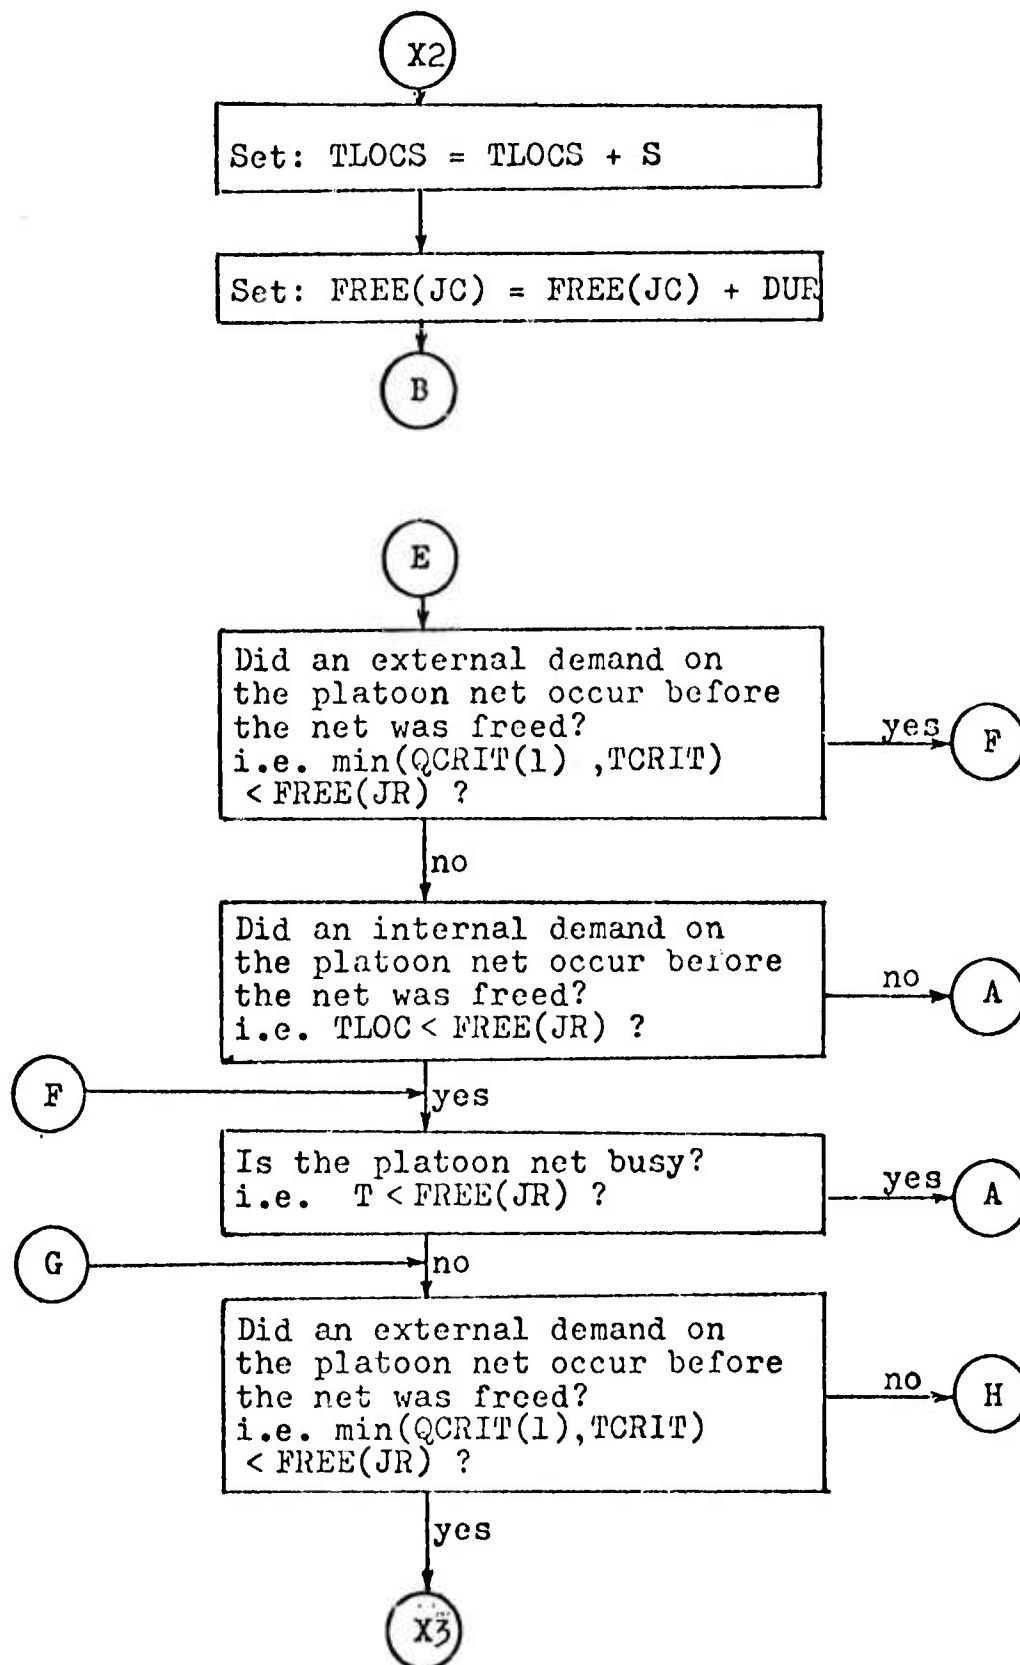 X2
Set: TLOCS = TLOCS + S
Set: FREE(JC) = FREE(JC) + DUR
B
E
Did an external demand on
the platoon net occur before
the net was freed?
i.e. min(QCRIT(1) ,TCRIT)
< FREE(JR) ?
yes
F
no
Did an internal demand on
the platoon net occur before
the net was freed?
i.e. TLOC < FREE(JR) ?
no
A
F
yes
Is the platoon net busy?
i.e. T < FREE(JR) ?
yes
A
G
no
Did an external demand on
the platoon net occur before
the net was freed?
i.e. min(QCRIT(1),TCRIT)
< FREE(JR) ?
no
H
yes
X3